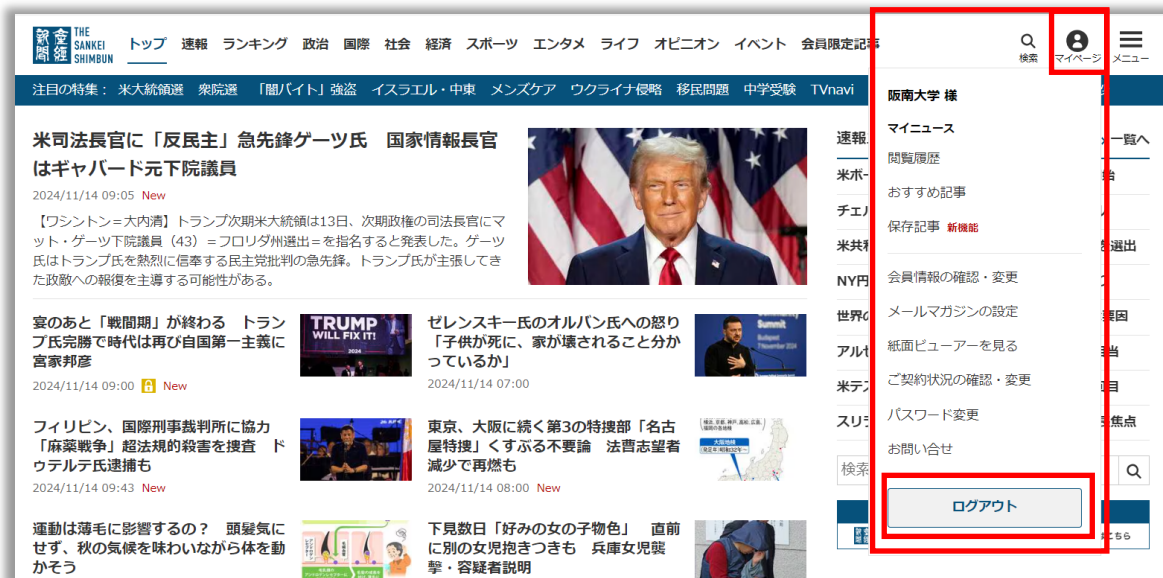 新聞 産経
THE
SANKEI
SHIMBUN
トップ 速報 ランキング 政治 国際 社会 経済 スポーツ エンタメ ライフ オピニオン イベント 会員限定記事
検索
マイページ
メニュー
注目の特集： 米大統領選 衆院選 「闇バイト」強盗 イスラエル・中東 メンズケア ウクライナ侵略 移民問題 中学受験 TVnavi
米司法長官に「反民主」急先鋒ゲーツ氏 国家情報長官
はギャバード元下院議員
2024/11/14 09:05 New
【ワシントン＝大内清】トランプ次期米大統領は13日、次期政権の司法長官にマ
ット・ゲーツ下院議員（43）＝フロリダ州選出＝を指名すると発表した。ゲーツ
氏はトランプ氏を熱烈に信奉する民主党批判の急先鋒。トランプ氏が主張してき
た政敵への報復を主導する可能性がある。
宴のあと「戦間期」が終わる トラン
プ氏完勝で時代は再び自国第一主義に
宮家邦彦
2024/11/14 09:00 New
TRUMP
WILL FIX IT!
2024
ゼレンスキー氏のオルバン氏への怒り
「子供が死に、家が壊されること分か
っているか」
2024/11/14 07:00
Summit
Budapest
7 November 2024
フィリピン、国際刑事裁判所に協力
「麻薬戦争」超法規的殺害を捜査 ド
ゥテルテ氏逮捕も
2024/11/14 09:43 New
東京、大阪に続く第3の特捜部「名古
屋特捜」くすぶる不要論 法曹志望者
減少で再燃も
2024/11/14 08:00 New
大阪地検
運動は薄毛に影響するの？ 頭髪気に
せず、秋の気候を味わいながら体を動
かそう
下見数日「好みの女の子物色」 直前
に別の女児抱きつきも 兵庫女児襲
撃・容疑者説明
速報
一覧へ
米ボー
チェル
米共和
選出
NY円
世界の
要因
アルゼ
米テス
スリラ
焦点
検索
こちら
阪南大学 様
マイニュース
閲覧履歴
おすすめ記事
保存記事 新機能
会員情報の確認・変更
メールマガジンの設定
紙面ビューアーを見る
ご契約状況の確認・変更
パスワード変更
お問い合せ
ログアウト